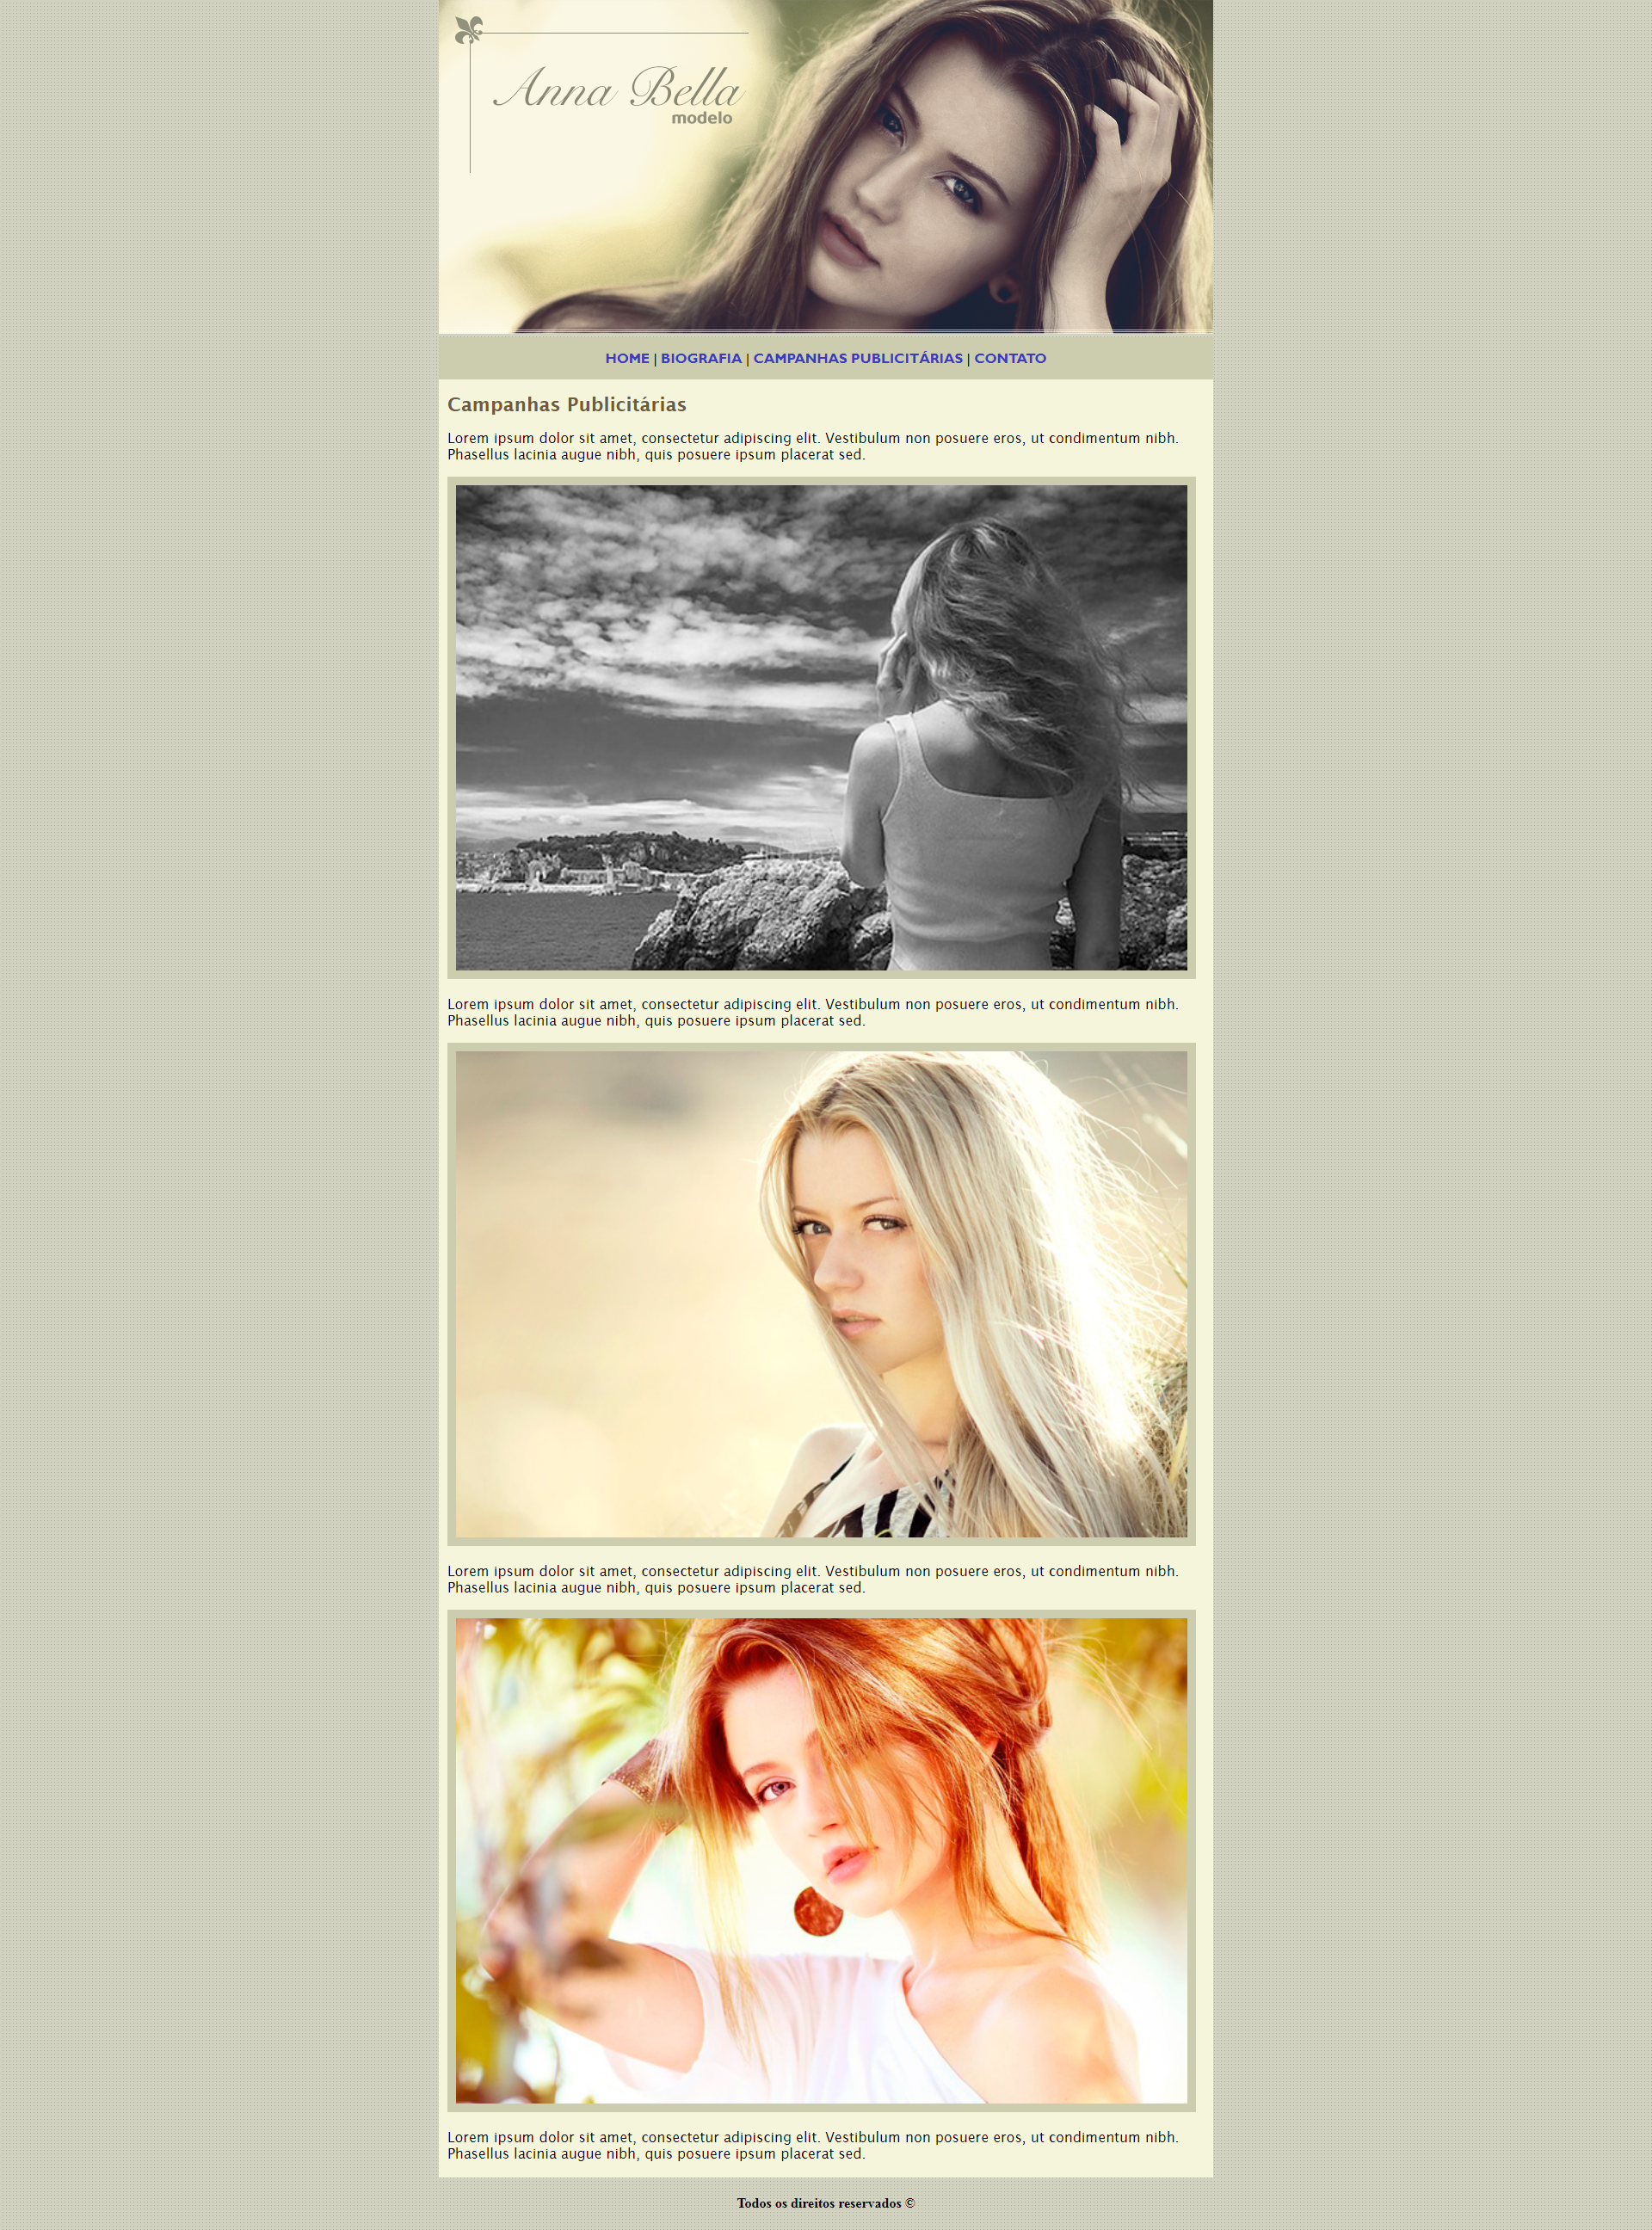 Anna Bella
modelo
HOME | BIOGRAFIA | CAMPANHAS PUBLICITÁRIAS | CONTATO
Campanhas Publicitárias
Lorem ipsum dolor sit amet, consectetur adipiscing elit. Vestibulum non posuere eros, ut condimentum nibh.
Phasellus lacinia augue nibh, quis posuere ipsum placerat sed.
Lorem ipsum dolor sit amet, consectetur adipiscing elit. Vestibulum non posuere eros, ut condimentum nibh.
Phasellus lacinia augue nibh, quis posuere ipsum placerat sed.
Lorem ipsum dolor sit amet, consectetur adipiscing elit. Vestibulum non posuere eros, ut condimentum nibh.
Phasellus lacinia augue nibh, quis posuere ipsum placerat sed.
Lorem ipsum dolor sit amet, consectetur adipiscing elit. Vestibulum non posuere eros, ut condimentum nibh.
Phasellus lacinia augue nibh, quis posuere ipsum placerat sed.
Todos os direitos reservados ©